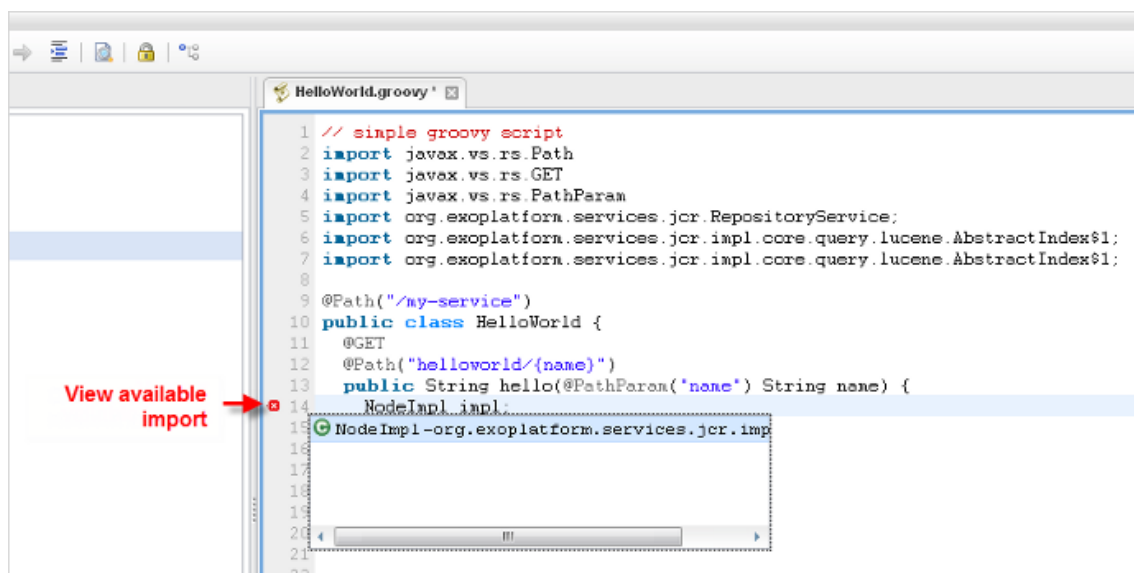 HelloWorld.groovy *
1 // simple groovy script
2 import javax.ws.rs.Path
3 import javax.ws.rs.GET
4 import javax.ws.rs.PathParam
5 import org.exoplatform.services.jcr.RepositoryService;
6 import org.exoplatform.services.jcr.impl.core.query.lucene.AbstractIndex$1;
7 import org.exoplatform.services.jcr.impl.core.query.lucene.AbstractIndex$1;
8
9 @Path("/my-service")
10 public class HelloWorld {
11 @GET
12 @Path("helloworld/{name}")
13 public String hello(@PathParam("name") String name) {
View available
import
14 NodeImpl impl;
15 NodeImpl-org.exoplatform.services.jcr.imp
16
17
18
19
20
21